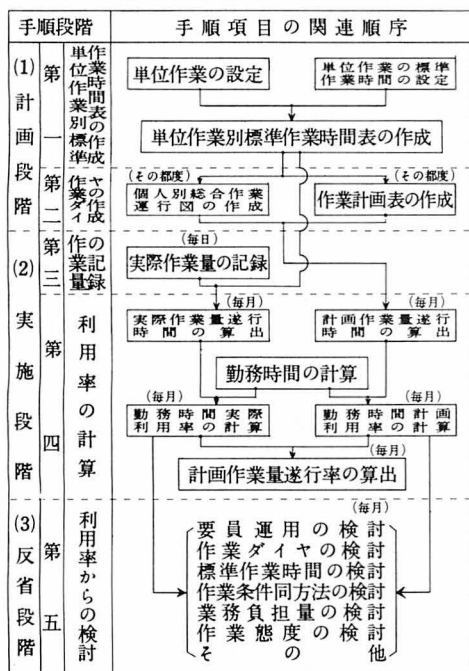 手順段階
手順項目の関連順序
(1)計画段階
第一
単位作業別標準
作業時間表の作成
単位作業の設定
単位作業の標準
作業時間の設定
単位作業別標準作業時間表の作成
第二
作業ダイ
ヤの作成
(その都度)
個人別総合作業
運行図の作成
(その都度)
作業計画表の作成
(2)実施段階
第三
作業量
の記録
(毎日)
実際作業量の記録
第四
利用率の計算
(毎月)
実際作業量遂行
時間の算出
(毎月)
計画作業量遂行
時間の算出
勤務時間の計算
(毎月)
勤務時間実際
利用率の計算
(毎月)
勤務時間計画
利用率の計算
(毎月)
計画作業量遂行率の算出
(3)反省段階
第五
利用率からの検討
(毎月)
要員運用の検討
作業ダイヤの検討
標準作業時間の検討
作業条件同方法の検討
業務負担量の検討
作業態度の検討
その他